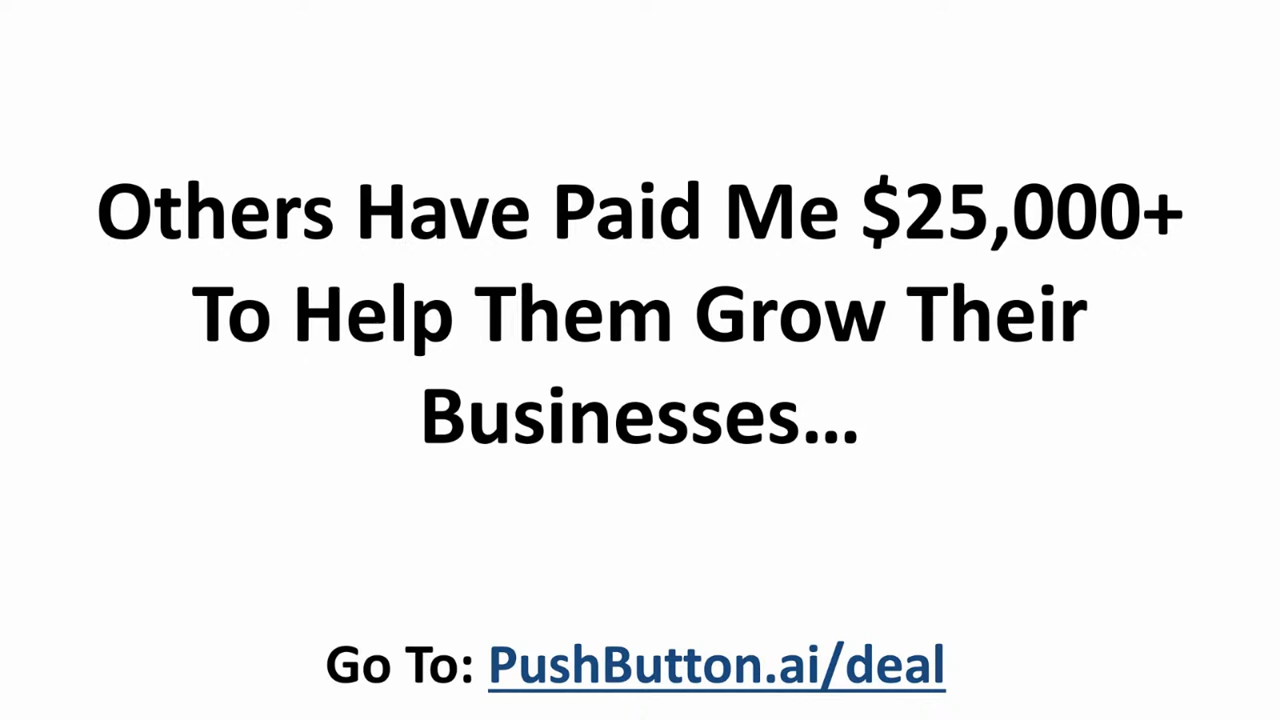 Others Have Paid Me $25,000+
To Help Them Grow Their
Businesses...
Go To: PushButton.ai/deal